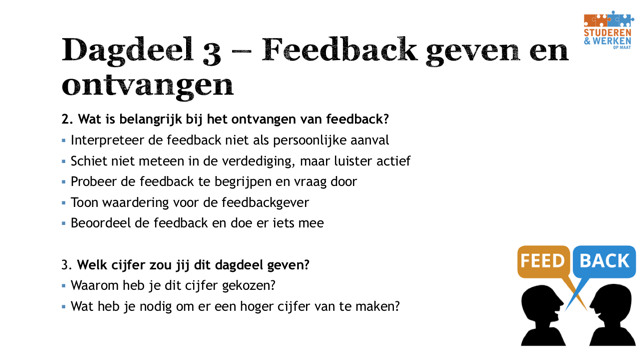 STUDEREN
& WERKEN
OP MAAT
Dagdeel 3 – Feedback geven en
ontvangen
2. Wat is belangrijk bij het ontvangen van feedback?
▪ Interpreteer de feedback niet als persoonlijke aanval
▪ Schiet niet meteen in de verdediging, maar luister actief
▪ Probeer de feedback te begrijpen en vraag door
▪ Toon waardering voor de feedbackgever
▪ Beoordeel de feedback en doe er iets mee
3. Welk cijfer zou jij dit dagdeel geven?
▪ Waarom heb je dit cijfer gekozen?
▪ Wat heb je nodig om er een hoger cijfer van te maken?
FEED BACK